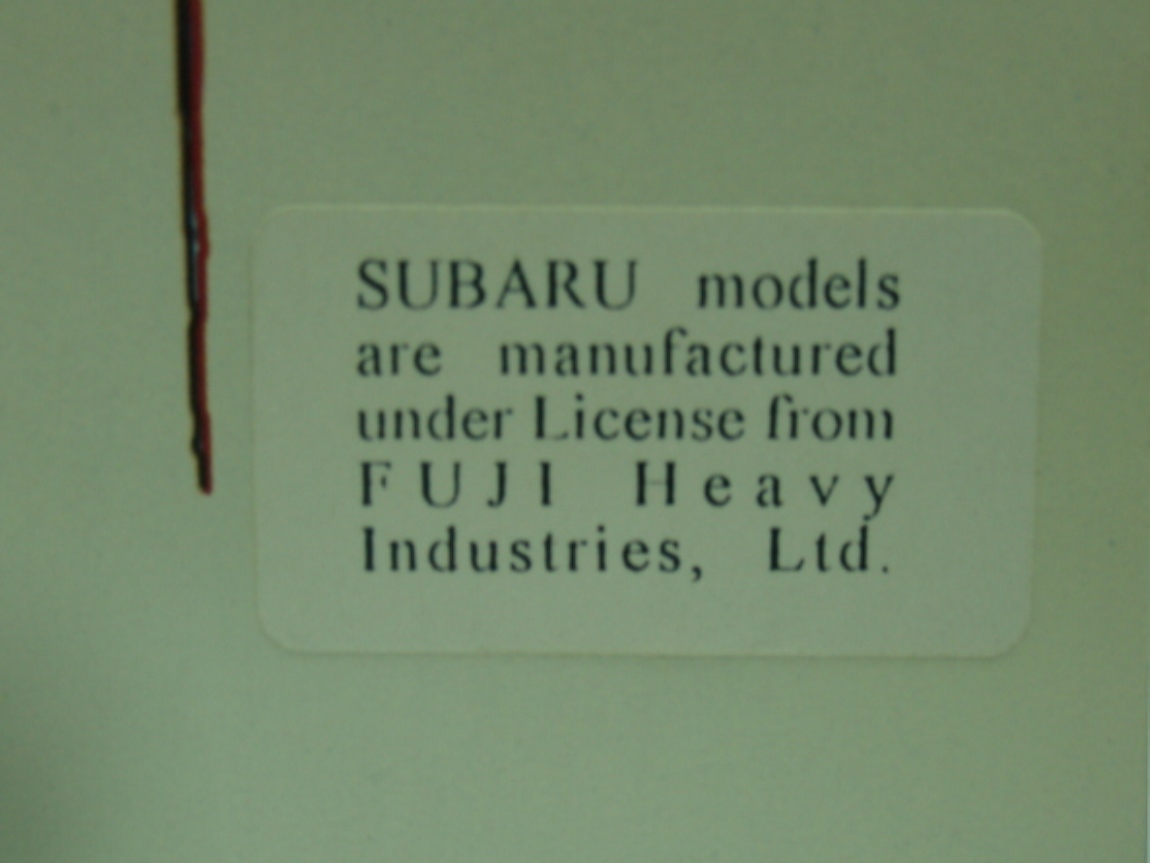 SUBARU models
are manufactured
under License from
FUJI Heavy
Industries, Ltd.